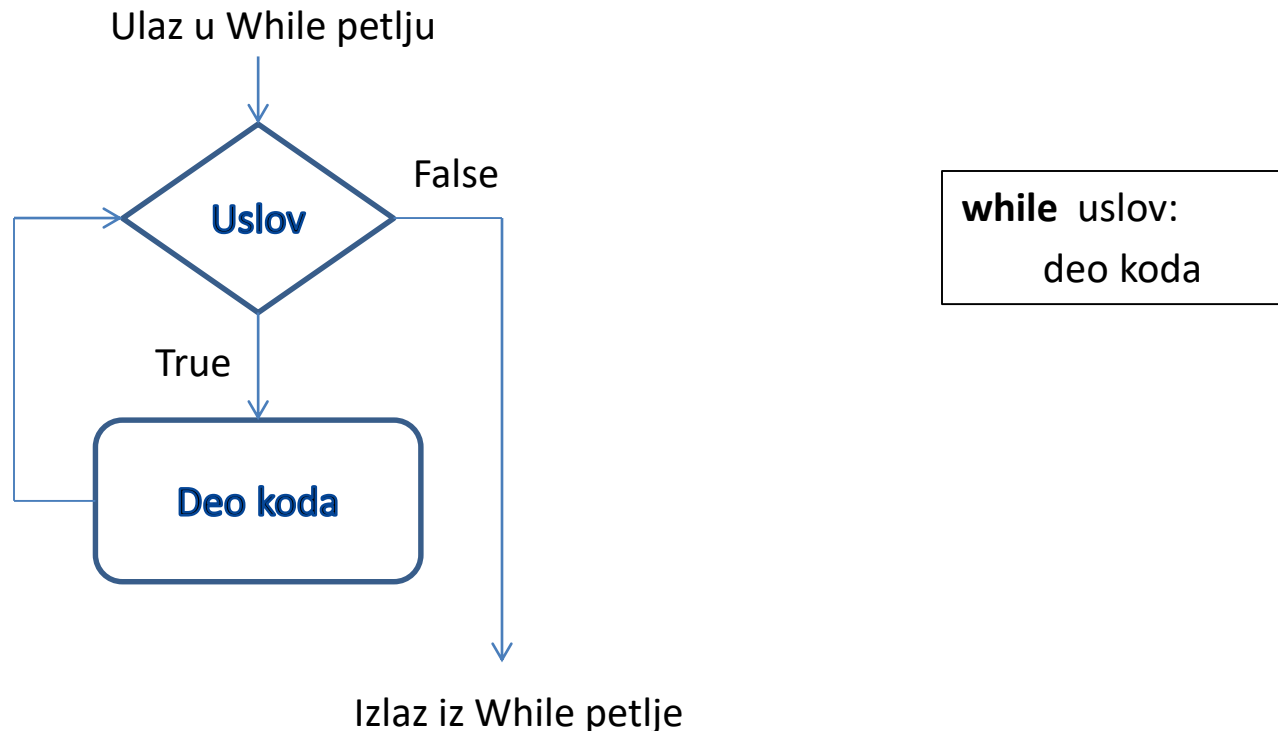 Ulaz u While petlju
False
Uslov
while uslov:
deo koda
True
Deo koda
Izlaz iz While petlje